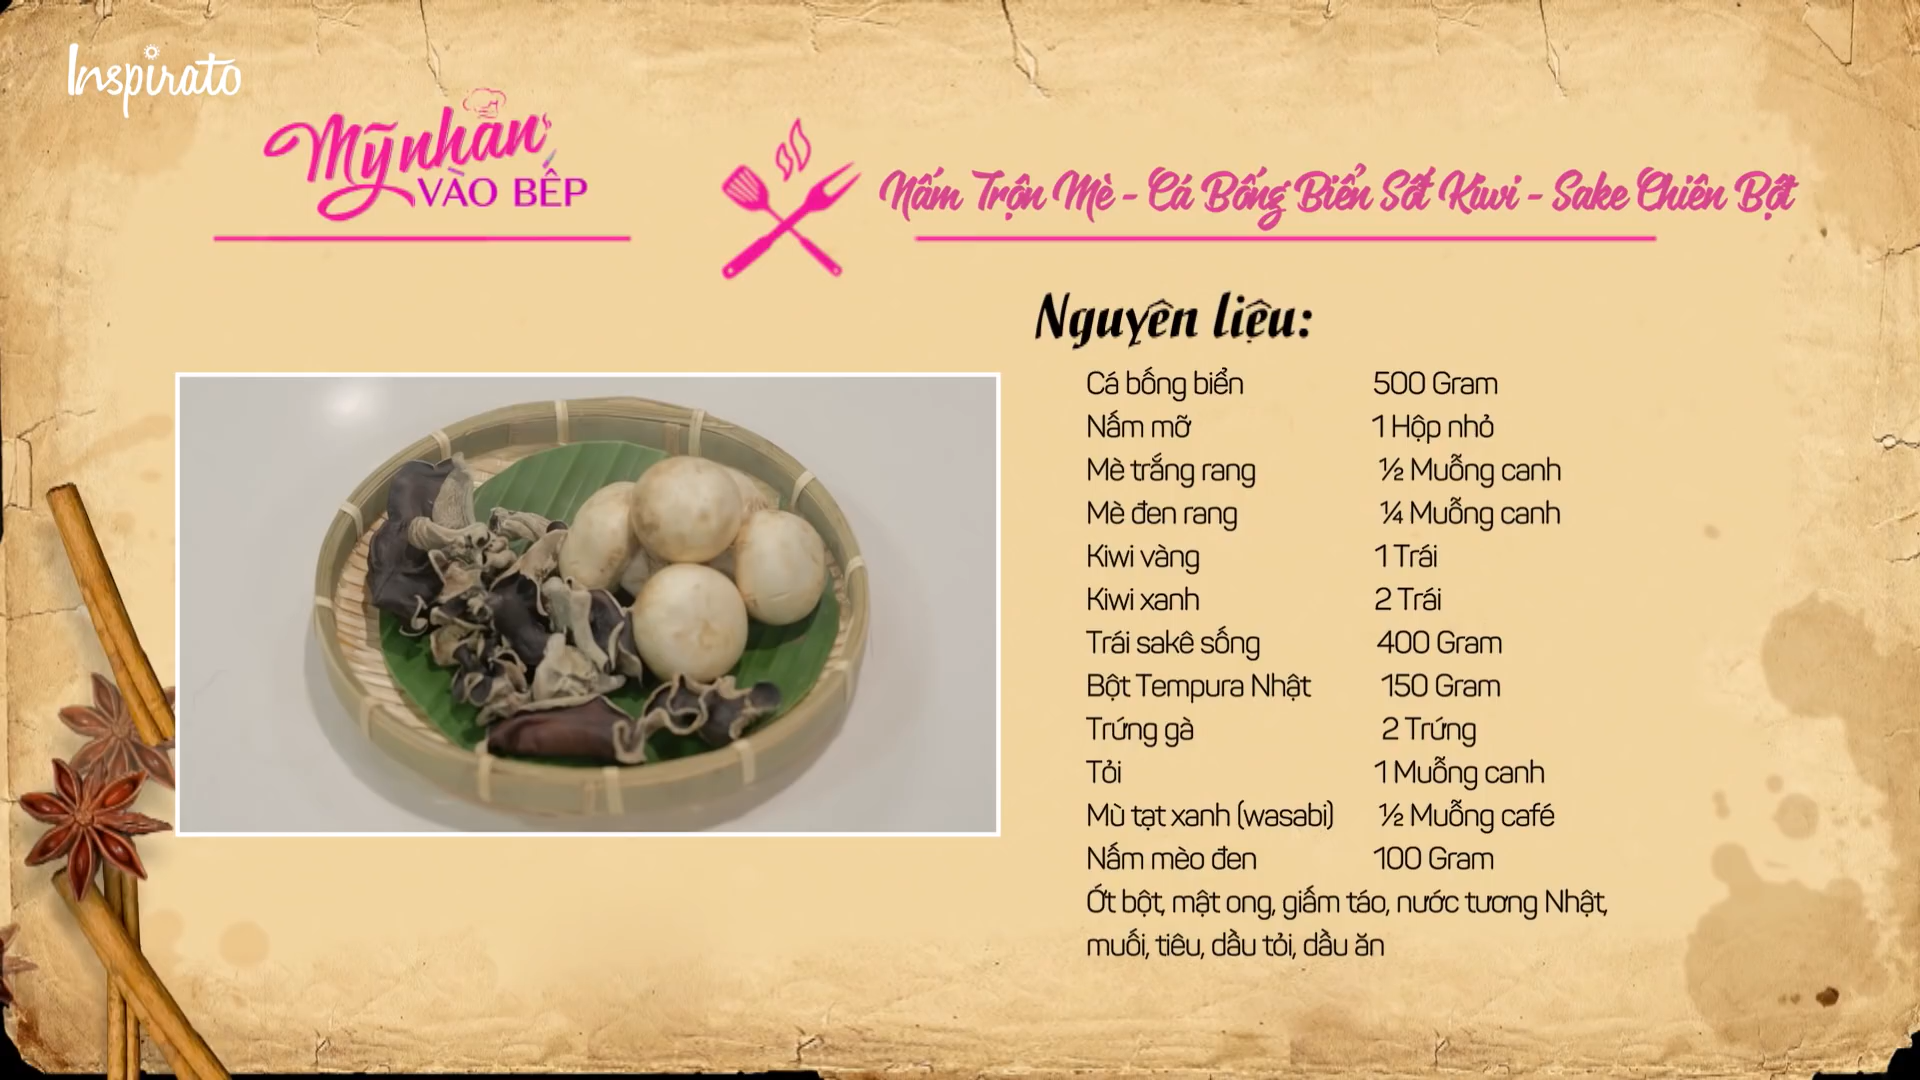 Inspirato
Mỹ nhân
VÀO BẾP
Nấm Trộn Mè - Cá Bống Biển Sốt Kiwi - Sake Chiên Bột
Nguyên liệu:
Cá bống biển 500 Gram
Nấm mỡ 1 Hộp nhỏ
Mè trắng rang ½ Muỗng canh
Mè đen rang ¼ Muỗng canh
Kiwi vàng 1 Trái
Kiwi xanh 2 Trái
Trái sakê sống 400 Gram
Bột Tempura Nhật 150 Gram
Trứng gà 2 Trứng
Tỏi 1 Muỗng canh
Mù tạt xanh (wasabi) ½ Muỗng café
Nấm mèo đen 100 Gram
Ớt bột, mật ong, giấm táo, nước tương Nhật,
muối, tiêu, dầu tỏi, dầu ăn